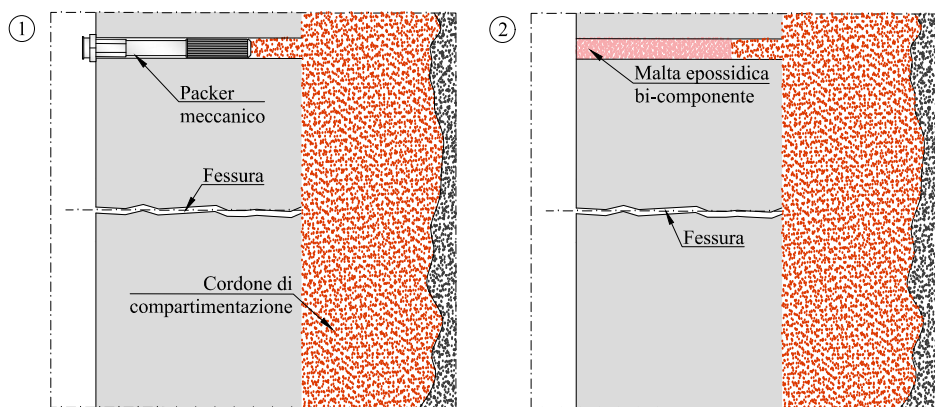 1
Packer
meccanico
Fessura
Cordone di
compartimentazione
2
Malta epossidica
bi-componente
Fessura